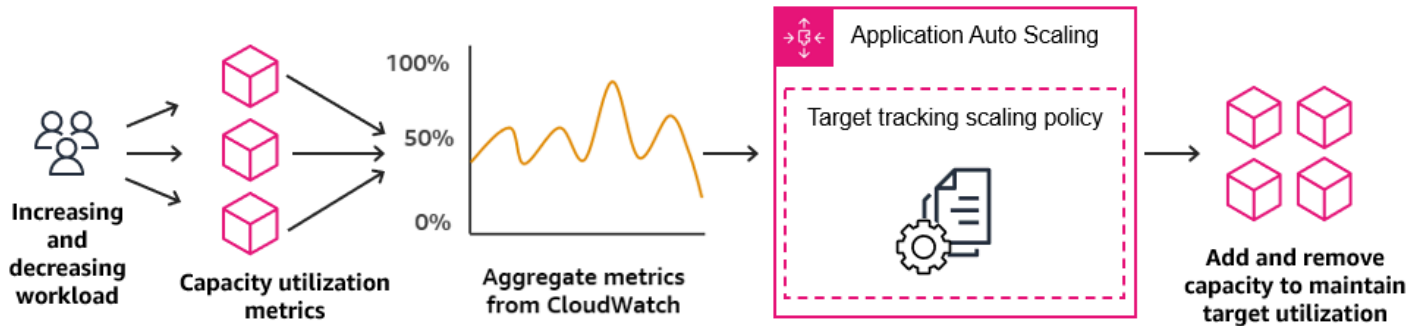 Increasing
and
decreasing
workload
Capacity utilization
metrics
100%
50%
0%
Aggregate metrics
from CloudWatch
Application Auto Scaling
Target tracking scaling policy
Add and remove
capacity to maintain
target utilization